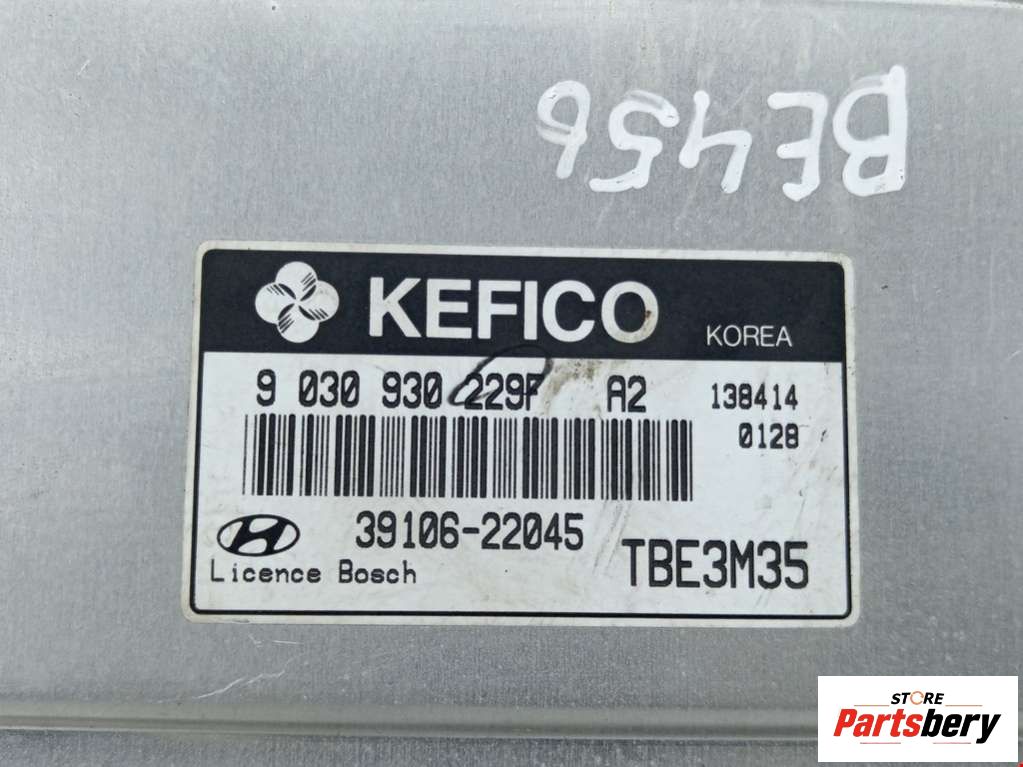 BE456
KEFICO KOREA
9 030 930 229F A2 138414
0128
39106-22045
TBE3M35
Licence Bosch
STORE
Partsbery